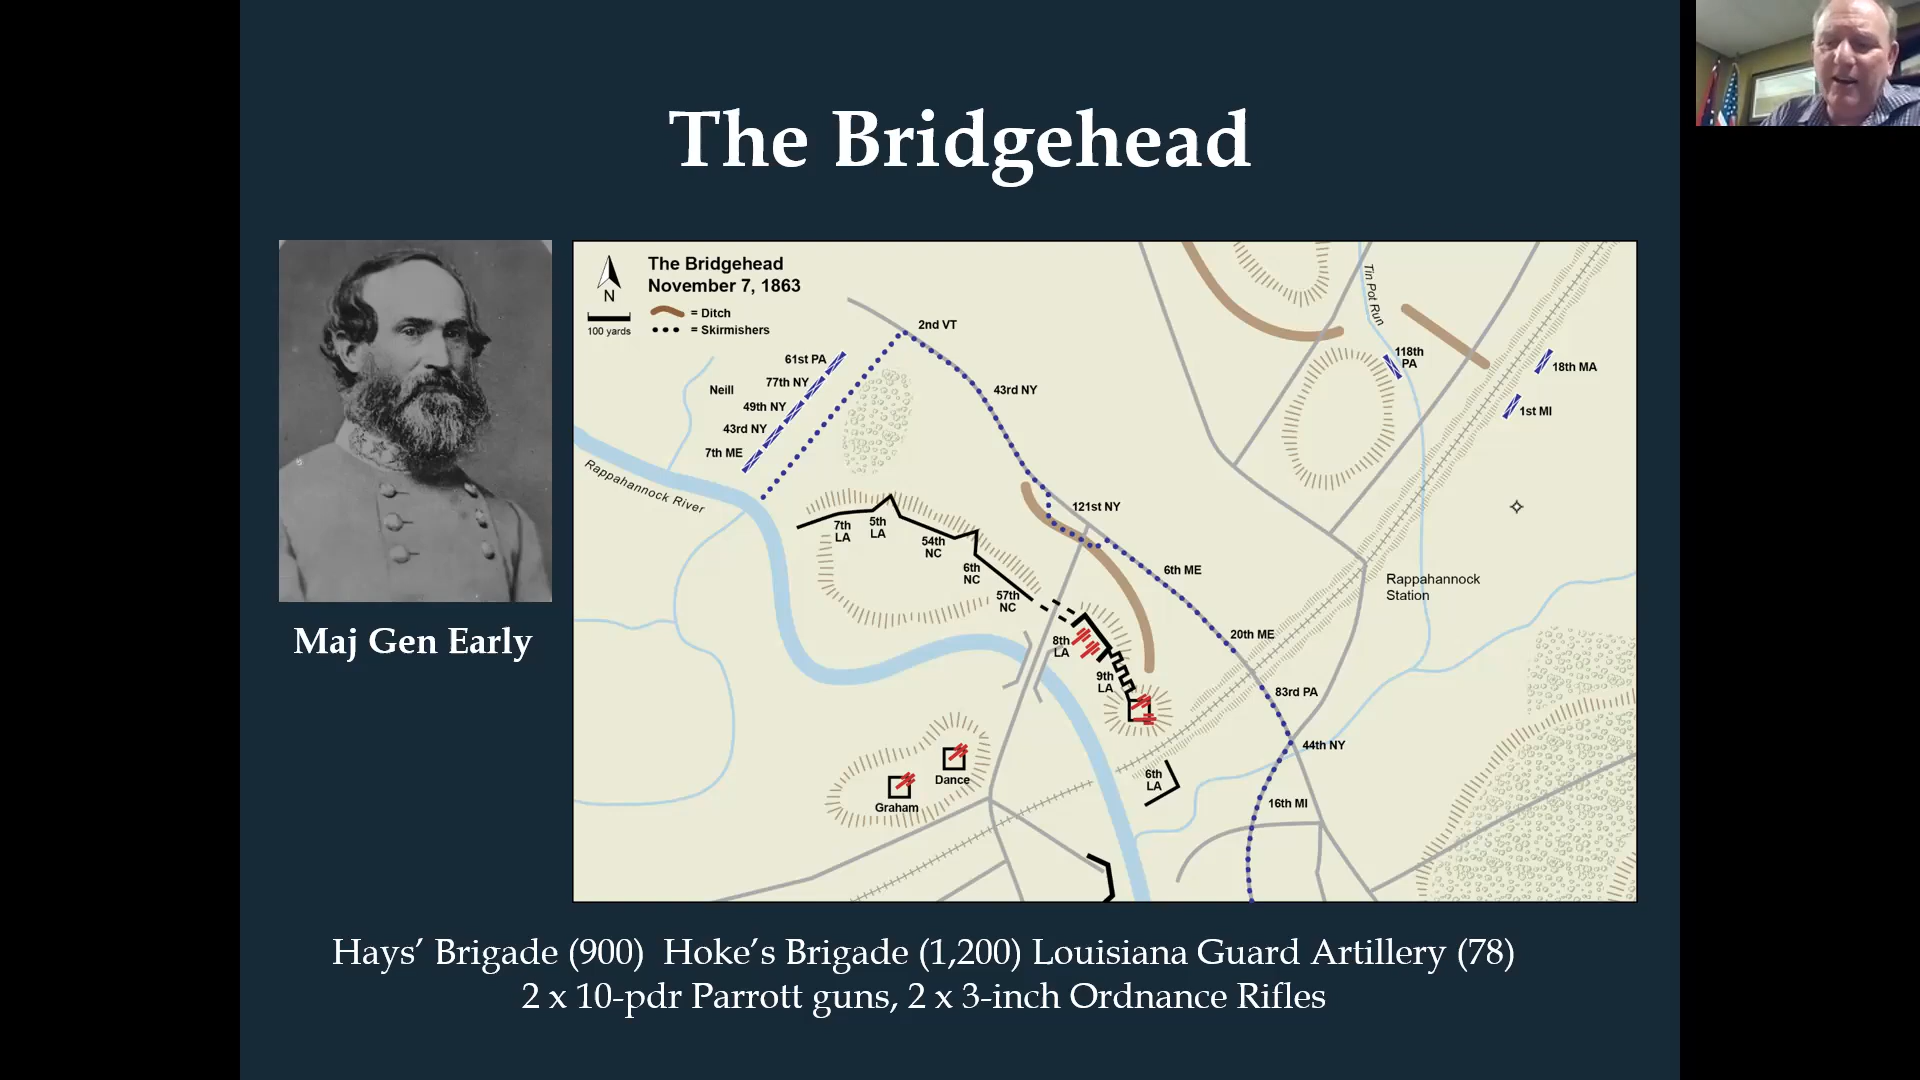 The Bridgehead
Maj Gen Early
The Bridgehead
November 7, 1863
N
100 yards
= Ditch
= Skirmishers
2nd VT
61st PA
77th NY
Neill
49th NY
43rd NY
7th ME
43rd NY
Tin Pot Run
118th
PA
18th MA
1st MI
Rappahannock River
7th
LA
5th
LA
54th
NC
6th
NC
57th
NC
121st NY
6th ME
Rappahannock
Station
20th ME
8th
LA
9th
LA
83rd PA
44th NY
16th MI
6th
LA
Dance
Graham
Hays’ Brigade (900) Hoke’s Brigade (1,200) Louisiana Guard Artillery (78)
2 x 10-pdr Parrott guns, 2 x 3-inch Ordnance Rifles